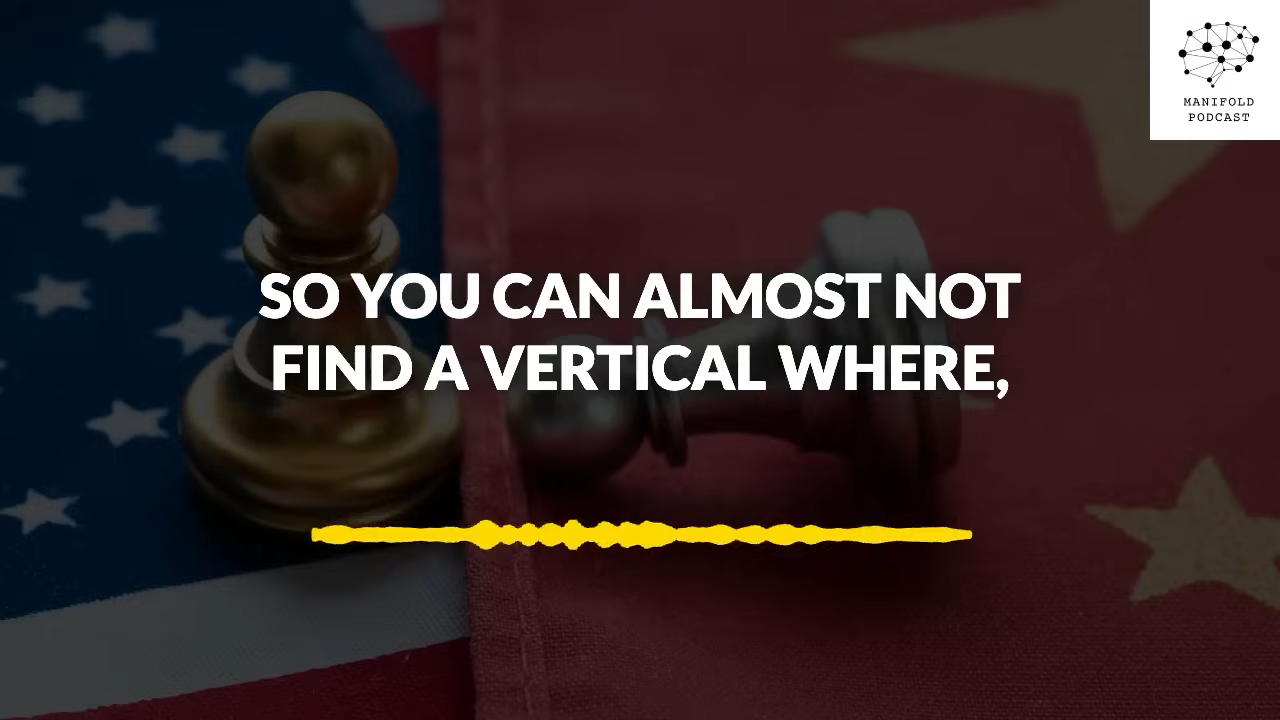 MANIFOLD
PODCAST
SO YOU CAN ALMOST NOT
FIND A VERTICAL WHERE,